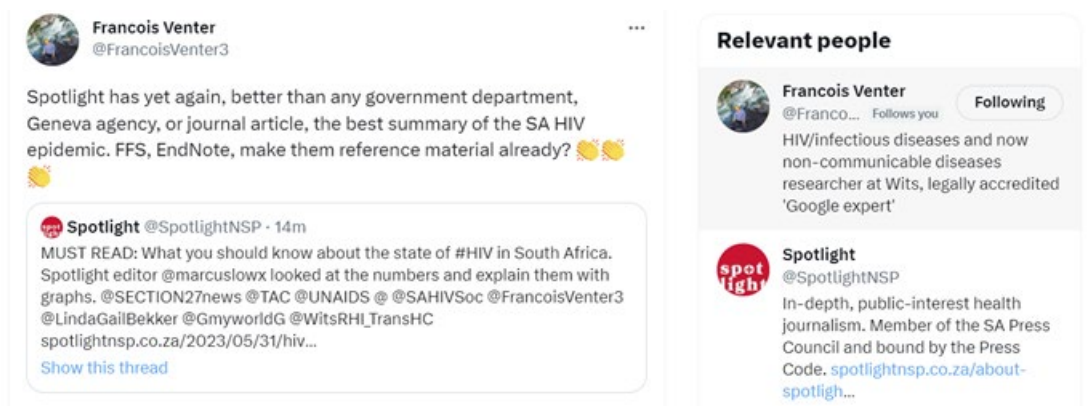 Francois Venter
@FrancoisVenter3
Spotlight has yet again, better than any government department,
Geneva agency, or journal article, the best summary of the SA HIV
epidemic. FFS, EndNote, make them reference material already? 👏👏
👏
Spotlight @SpotlightNSP · 14m
MUST READ: What you should know about the state of #HIV in South Africa.
Spotlight editor @marcuslowx looked at the numbers and explain them with
graphs. @SECTION27news @TAC @UNAIDS @ @SAHIVSoc @FrancoisVenter3
@LindaGailBekker @GmyworldG @WitsRHI_TransHC
spotlightnsp.co.za/2023/05/31/hiv...
Show this thread
Relevant people
Francois Venter
@Franco... Follows you
Following
HIV/infectious diseases and now
non-communicable diseases
researcher at Wits, legally accredited
'Google expert'
spot
light
Spotlight
@SpotlightNSP
In-depth, public-interest health
journalism. Member of the SA Press
Council and bound by the Press
Code. spotlightnsp.co.za/about-
spotligh...